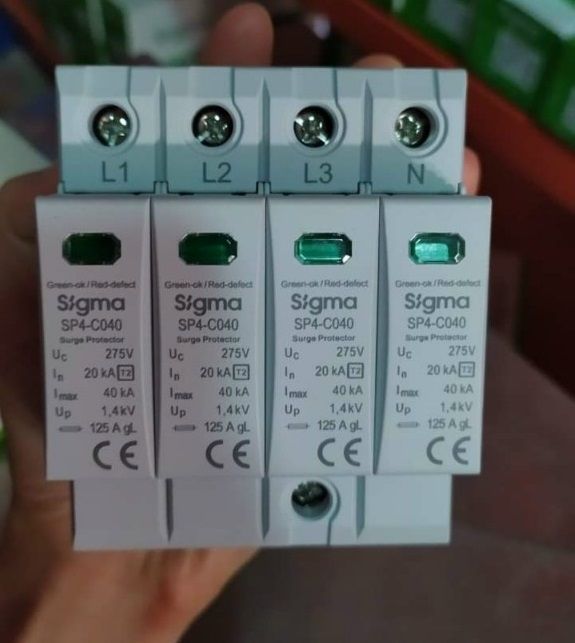 L1 L2 L3 N
Green-ok / Red-defect Green-ok / Red-defect Green-ok / Red-defect Green-ok / Red-defect
Sigma Sigma Sigma Sigma
SP4-C040 SP4-C040 SP4-C040 SP4-C040
Surge Protector Surge Protector Surge Protector Surge Protector
Uc 275V Uc 275V Uc 275V Uc 275V
In 20 kA T2 In 20 kA T2 In 20 kA T2 In 20 kA T2
Imax 40 kA Imax 40 kA Imax 40 kA Imax 40 kA
Up 1,4kV Up 1,4kV Up 1,4kV Up 1,4kV
125 A gL 125 A gL 125 A gL 125 A gL
CE CE CE CE